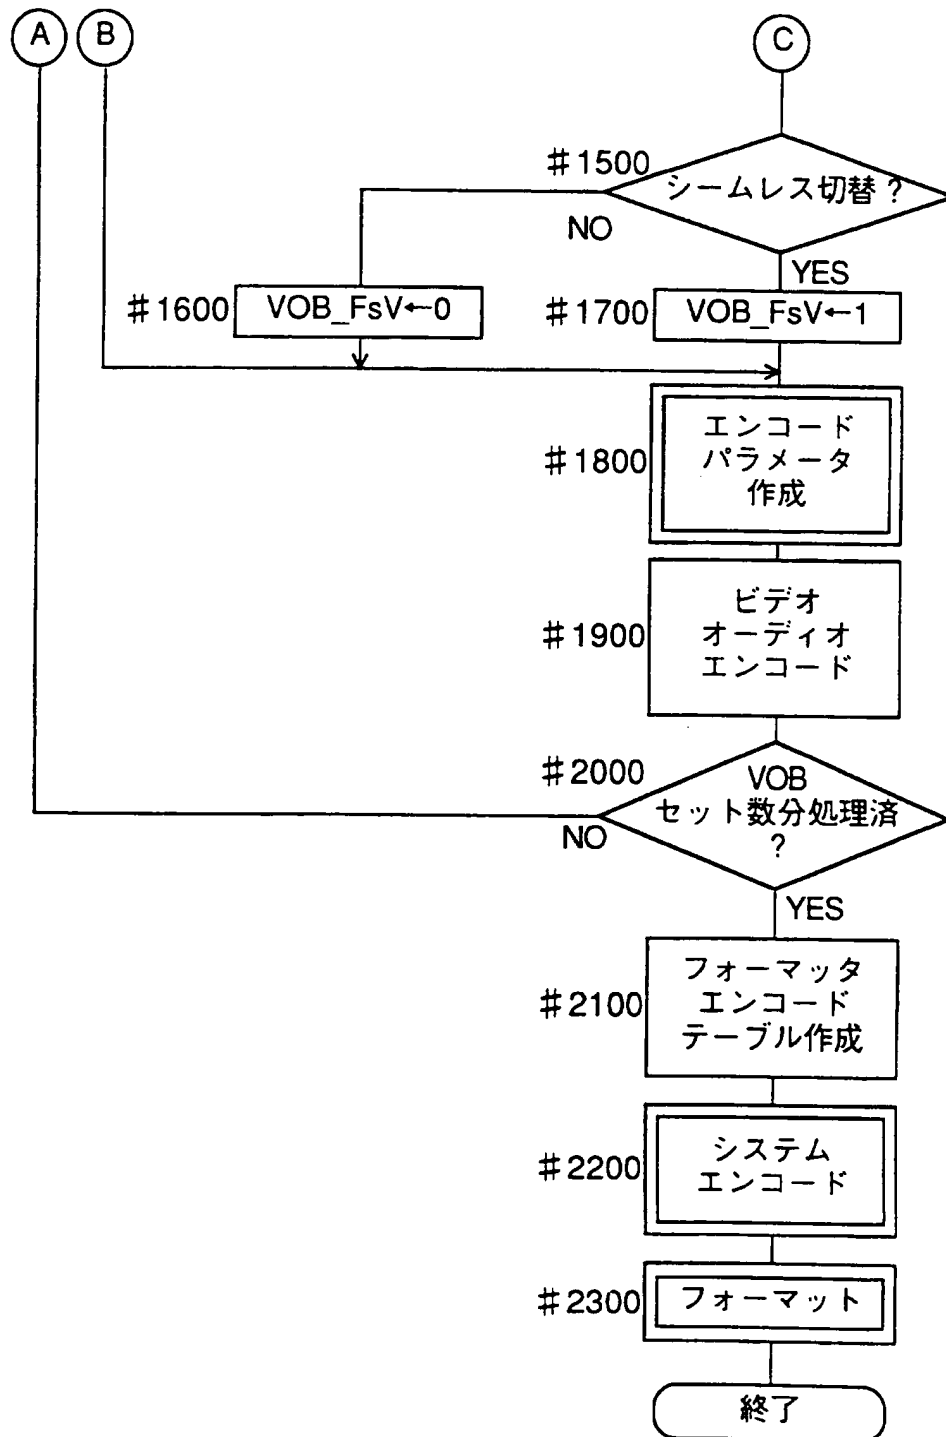 A
B
C
#1500
シームレス切替?
NO
YES
#1600
VOB_FsV←0
#1700
VOB_FsV←1
#1800
エンコード
パラメータ
作成
#1900
ビデオ
オーディオ
エンコード
#2000
VOB
セット数分処理済
?
NO
YES
#2100
フォーマッタ
エンコード
テーブル作成
#2200
システム
エンコード
#2300
フォーマット
終了